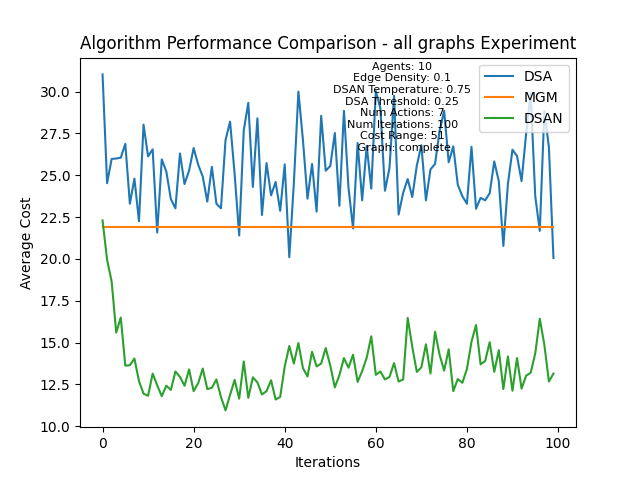 Algorithm Performance Comparison - all graphs Experiment
Agents: 10
Edge Density: 0.1
DSAN Temperature: 0.75
DSA Threshold: 0.25
Num Actions: 7
Num Iterations: 100
Cost Range: 51
Graph: complete
DSA
MGM
DSAN
Average Cost
30.0
27.5
25.0
22.5
20.0
17.5
15.0
12.5
10.0
0 20 40 60 80 100
Iterations